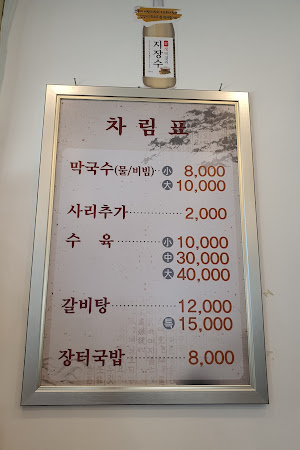 지장수
차림표
막국수(물/비빔) 小 8,000
大 10,000
사리추가 2,000
수육 小 10,000
中 30,000
大 40,000
갈비탕 12,000
특 15,000
장터국밥 8,000